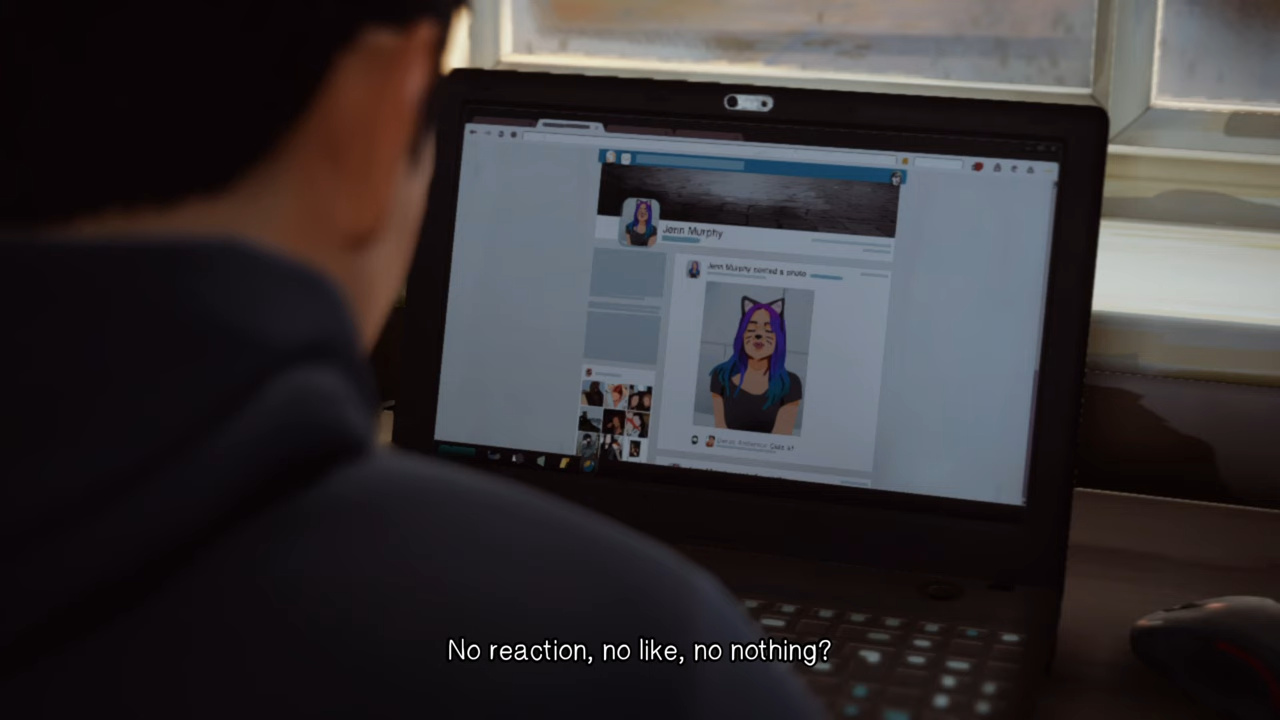 Jenn Murphy
Jenn Murphy posted a photo
No reaction, no like, no nothing?